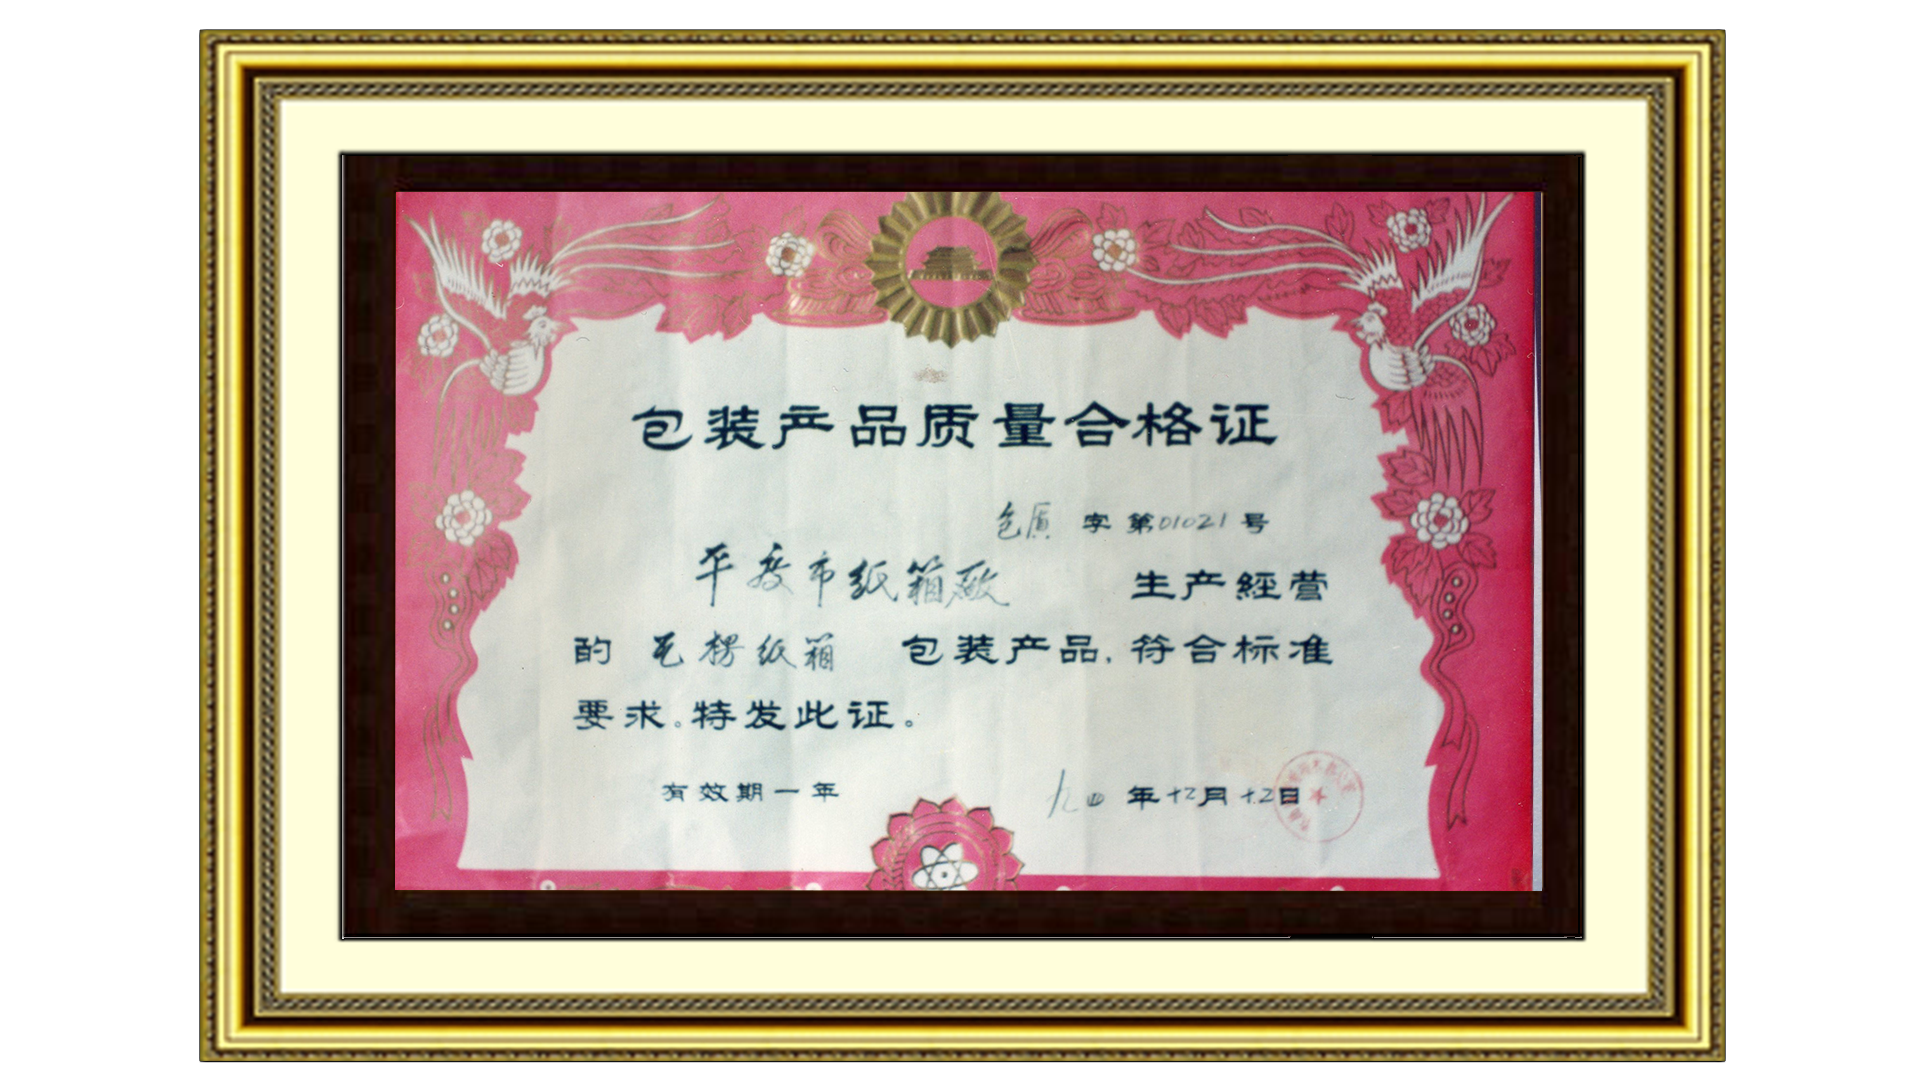 包装产品质量合格证
包质 字 第01021号
平度市纸箱厰 生产經营
的 瓦楞纸箱 包装产品,符合标准
要求。特发此证。
有效期一年
九四 年十二月十二日